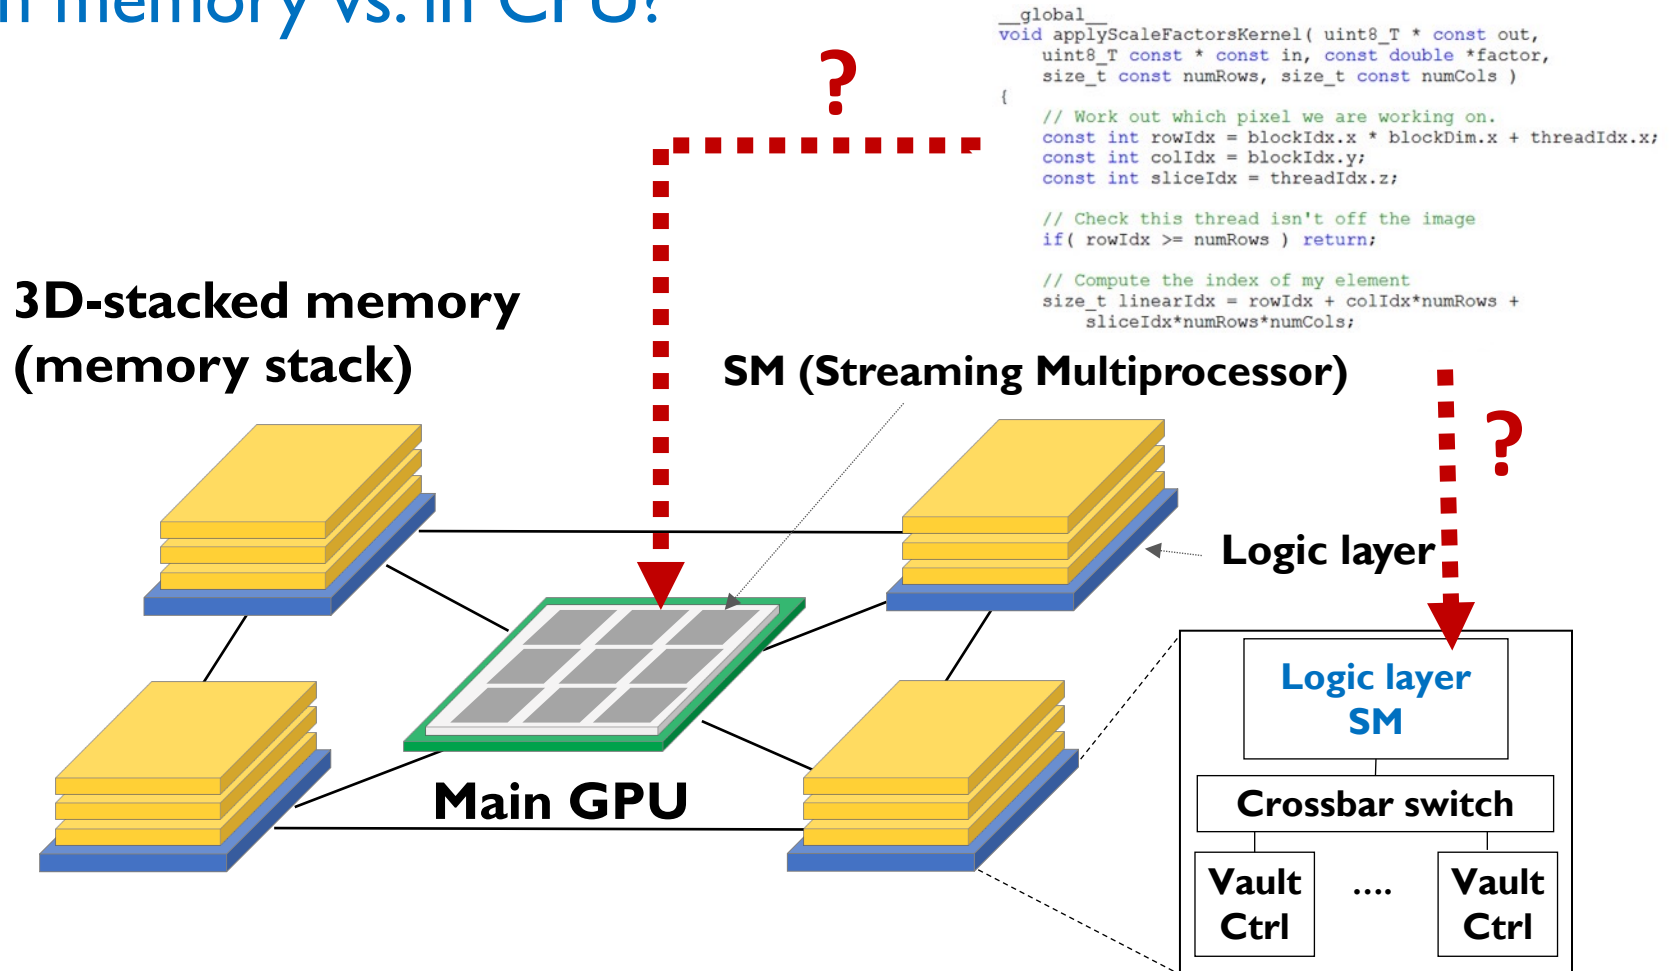 memory vs. in CPU?
__global__
void applyScaleFactorsKernel( uint8_T * const out,
uint8_T const * const in, const double *factor,
size_t const numRows, size_t const numCols )
{
// Work out which pixel we are working on.
const int rowIdx = blockIdx.x * blockDim.x + threadIdx.x;
const int colIdx = blockIdx.y;
const int sliceIdx = threadIdx.z;
// Check this thread isn't off the image
if( rowIdx >= numRows ) return;
// Compute the index of my element
size_t linearIdx = rowIdx + colIdx*numRows +
sliceIdx*numRows*numCols;
?
3D-stacked memory
(memory stack)
SM (Streaming Multiprocessor)
?
Logic layer
Main GPU
Logic layer
SM
Crossbar switch
Vault
Ctrl
....
Vault
Ctrl